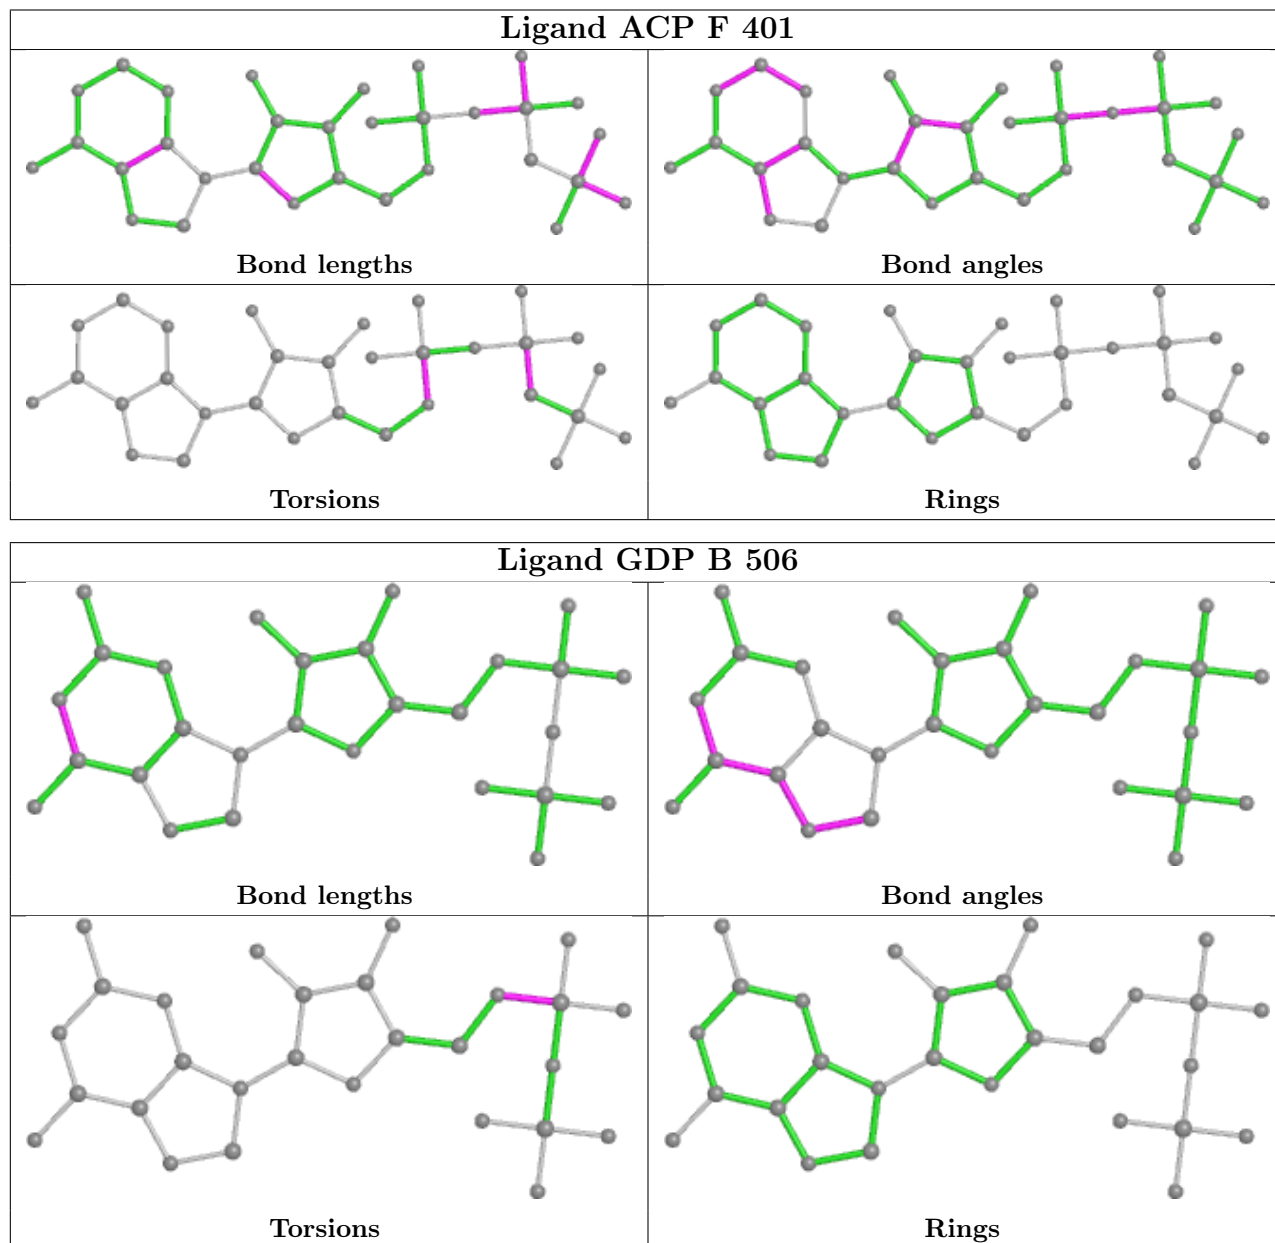 Ligand ACP F 401
Bond lengths
Bond angles
Torsions
Rings
Ligand GDP B 506
Bond lengths
Bond angles
Torsions
Rings